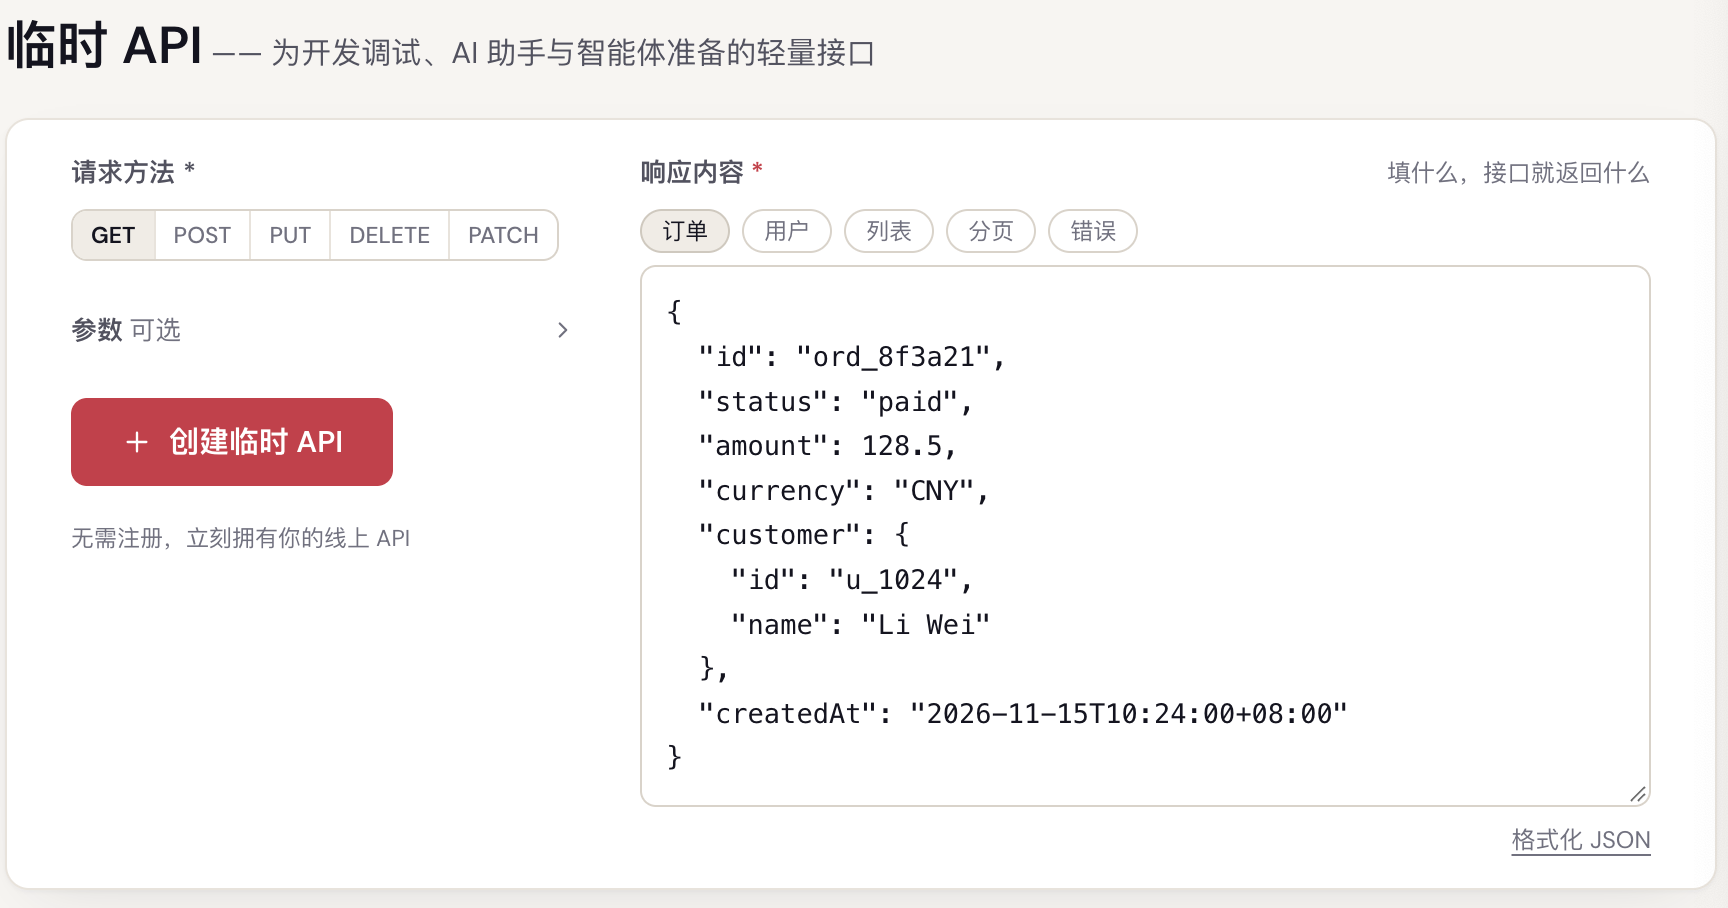 临时 API —— 为开发调试、AI 助手与智能体准备的轻量接口
请求方法 *
GET POST PUT DELETE PATCH
参数 可选
+ 创建临时 API
无需注册，立刻拥有你的线上 API
响应内容 *
填什么，接口就返回什么
订单 用户 列表 分页 错误
{
  "id": "ord_8f3a21",
  "status": "paid",
  "amount": 128.5,
  "currency": "CNY",
  "customer": {
    "id": "u_1024",
    "name": "Li Wei"
  },
  "createdAt": "2026-11-15T10:24:00+08:00"
}
格式化 JSON